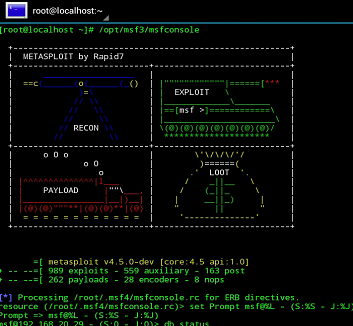 root@localhost:~
[root@localhost ~]# /opt/msf3/msfconsole
METASPLOIT by Rapid7
EXPLOIT
==[msf >]============\
RECON
o O o
o O
o
PAYLOAD
LOOT
=[ metasploit v4.5.0-dev [core:4.5 api:1.0]
+ -- --=[ 989 exploits - 559 auxiliary - 163 post
+ -- --=[ 262 payloads - 28 encoders - 8 nops
[*] Processing /root/.msf4/msfconsole.rc for ERB directives.
resource (/root/.msf4/msfconsole.rc)> set Prompt msf@%L - (S:%S - J:%J)
Prompt => msf@%L - (S:%S - J:%J)
msf@192.168.20.29 - (S:0 - J:0)> db_status